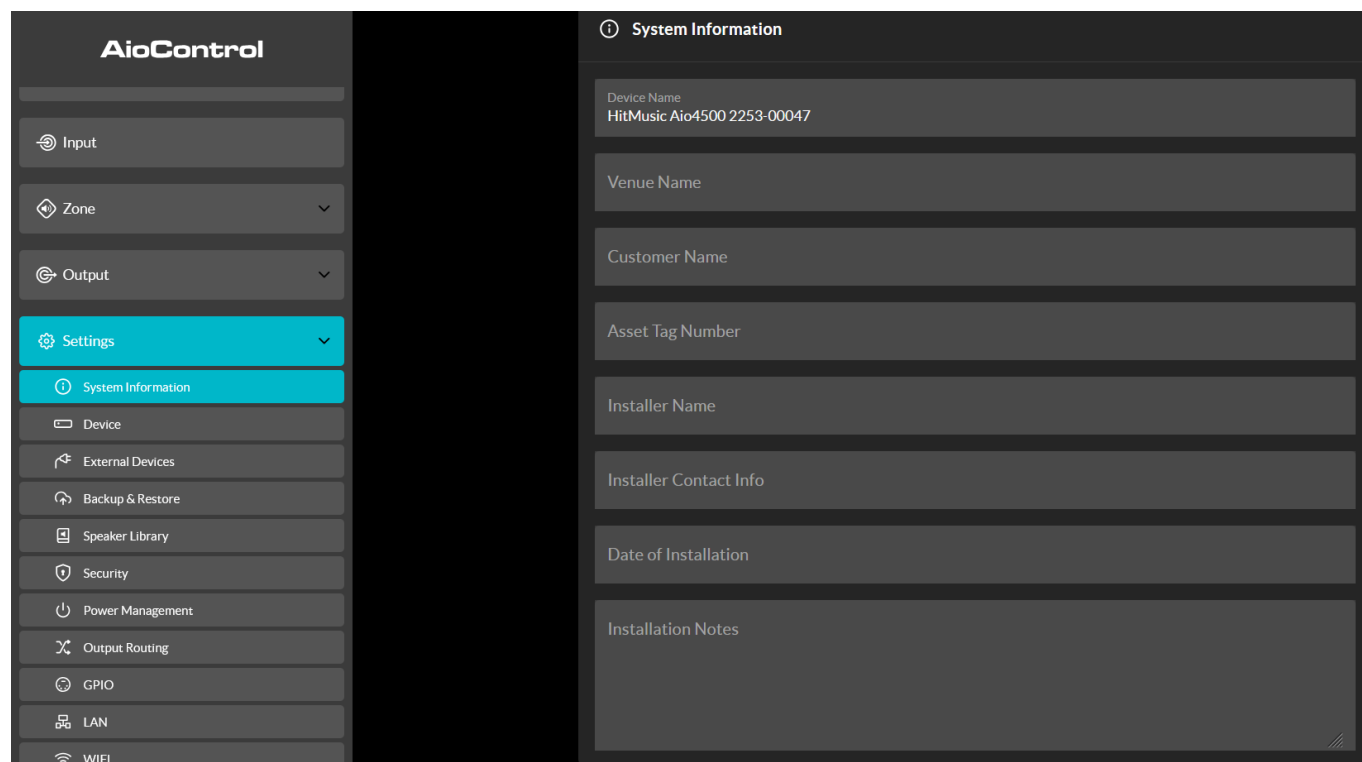 AioControl
Input
Zone
Output
Settings
System Information
Device
External Devices
Backup & Restore
Speaker Library
Security
Power Management
Output Routing
GPIO
LAN
WIFI
System Information
Device Name
HitMusic Aio4500 2253-00047
Venue Name
Customer Name
Asset Tag Number
Installer Name
Installer Contact Info
Date of Installation
Installation Notes